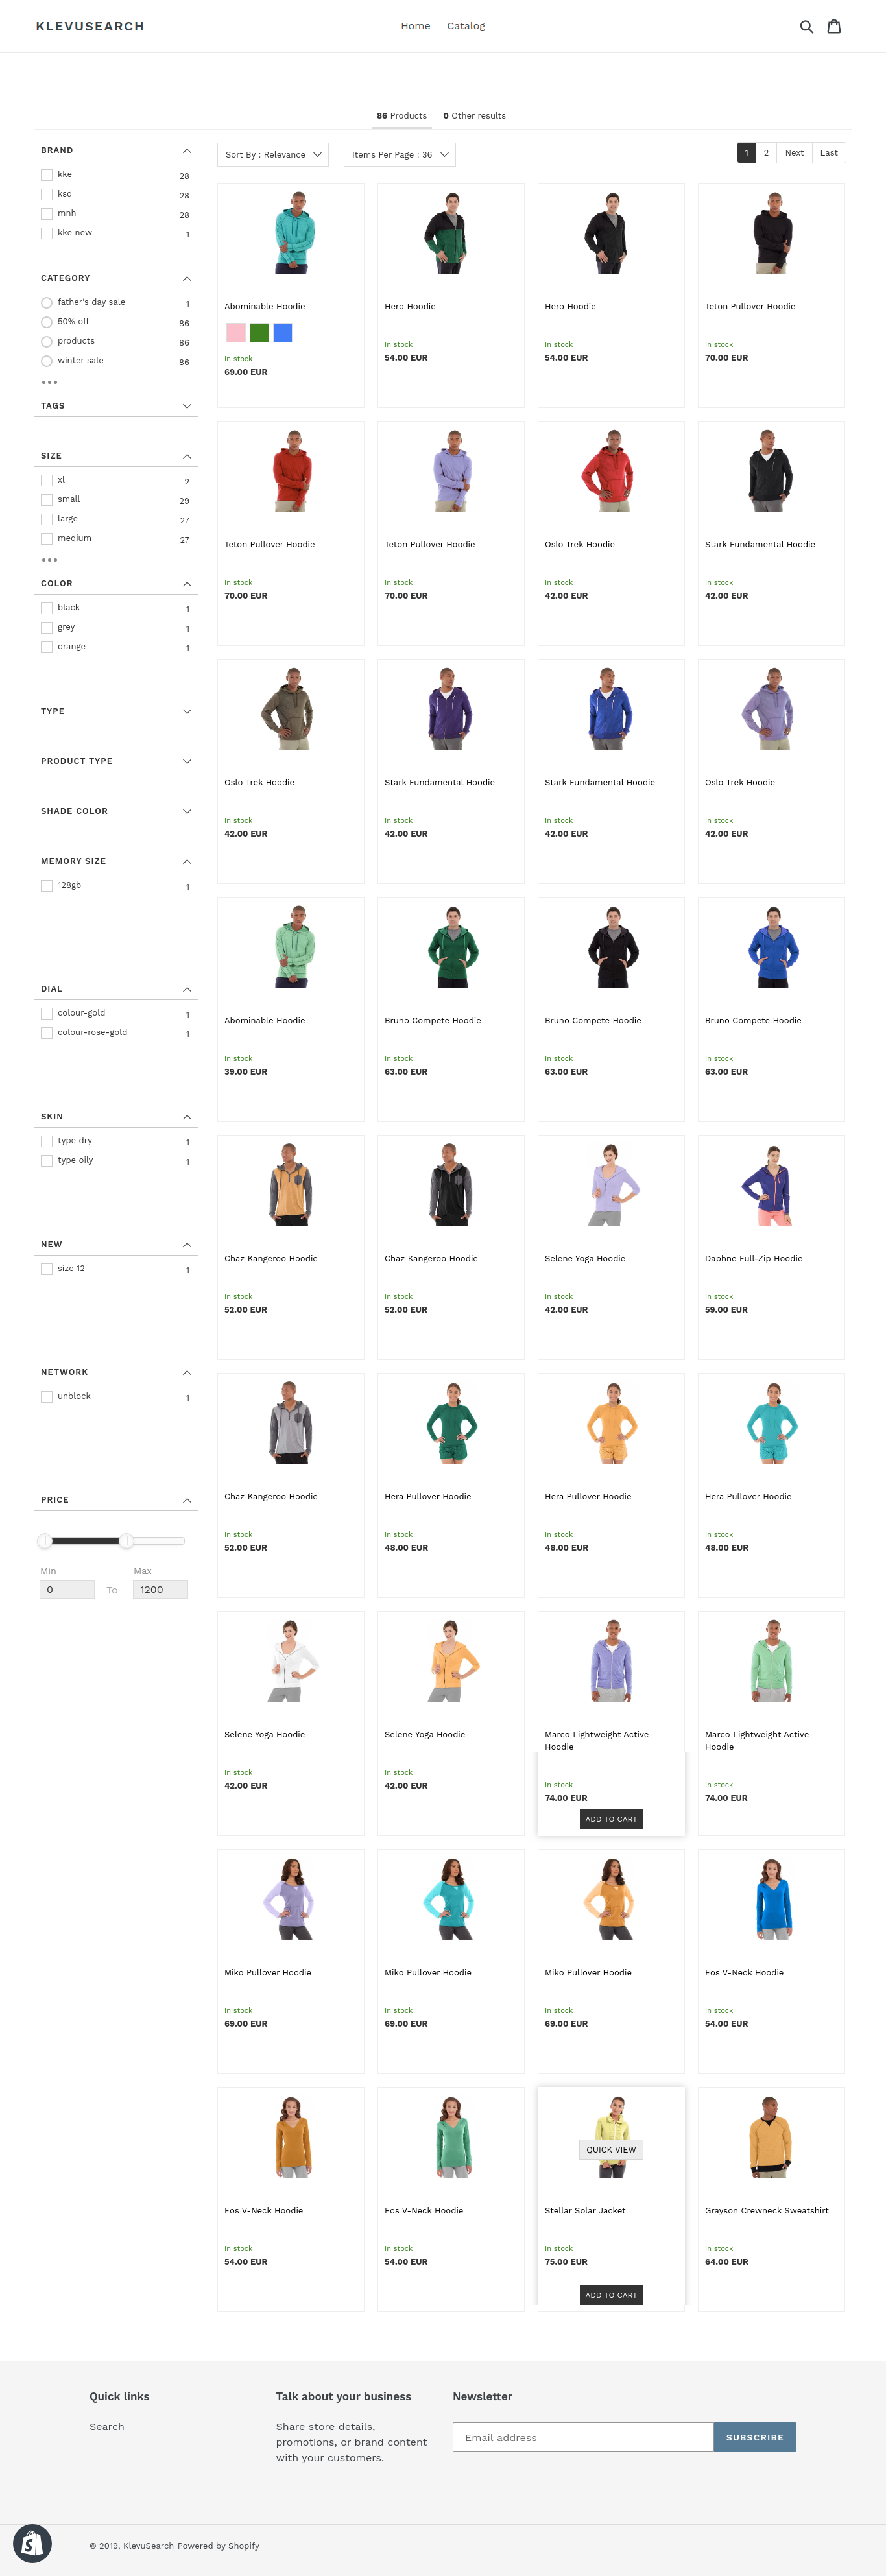 KLEVUSEARCH
Home Catalog
86 Products 0 Other results
BRAND
kke 28
ksd 28
mnh 28
kke new 1
CATEGORY
father's day sale 1
50% off 86
products 86
winter sale 86
TAGS
SIZE
xl 2
small 29
large 27
medium 27
COLOR
black 1
grey 1
orange 1
TYPE
PRODUCT TYPE
SHADE COLOR
MEMORY SIZE
128gb 1
DIAL
colour-gold 1
colour-rose-gold 1
SKIN
type dry 1
type oily 1
NEW
size 12 1
NETWORK
unblock 1
PRICE
Min Max
0 To 1200
Sort By : Relevance Items Per Page : 36 1 2 Next Last
Abominable Hoodie Hero Hoodie Hero Hoodie Teton Pullover Hoodie
In stock In stock In stock
54.00 EUR 54.00 EUR 70.00 EUR
In stock
69.00 EUR
Teton Pullover Hoodie Teton Pullover Hoodie Oslo Trek Hoodie Stark Fundamental Hoodie
In stock In stock In stock In stock
70.00 EUR 70.00 EUR 42.00 EUR 42.00 EUR
Oslo Trek Hoodie Stark Fundamental Hoodie Stark Fundamental Hoodie Oslo Trek Hoodie
In stock In stock In stock In stock
42.00 EUR 42.00 EUR 42.00 EUR 42.00 EUR
Abominable Hoodie Bruno Compete Hoodie Bruno Compete Hoodie Bruno Compete Hoodie
In stock In stock In stock In stock
39.00 EUR 63.00 EUR 63.00 EUR 63.00 EUR
Chaz Kangeroo Hoodie Chaz Kangeroo Hoodie Selene Yoga Hoodie Daphne Full-Zip Hoodie
In stock In stock In stock In stock
52.00 EUR 52.00 EUR 42.00 EUR 59.00 EUR
Chaz Kangeroo Hoodie Hera Pullover Hoodie Hera Pullover Hoodie Hera Pullover Hoodie
In stock In stock In stock In stock
52.00 EUR 48.00 EUR 48.00 EUR 48.00 EUR
Selene Yoga Hoodie Selene Yoga Hoodie Marco Lightweight Active Marco Lightweight Active
Hoodie Hoodie
In stock In stock In stock In stock
42.00 EUR 42.00 EUR 74.00 EUR 74.00 EUR
ADD TO CART
Miko Pullover Hoodie Miko Pullover Hoodie Miko Pullover Hoodie Eos V-Neck Hoodie
In stock In stock In stock In stock
69.00 EUR 69.00 EUR 69.00 EUR 54.00 EUR
QUICK VIEW
Eos V-Neck Hoodie Eos V-Neck Hoodie Stellar Solar Jacket Grayson Crewneck Sweatshirt
In stock In stock In stock In stock
54.00 EUR 54.00 EUR 75.00 EUR 64.00 EUR
ADD TO CART
Quick links
Search
Talk about your business
Share store details,
promotions, or brand content
with your customers.
Newsletter
Email address SUBSCRIBE
© 2019, KlevuSearch Powered by Shopify